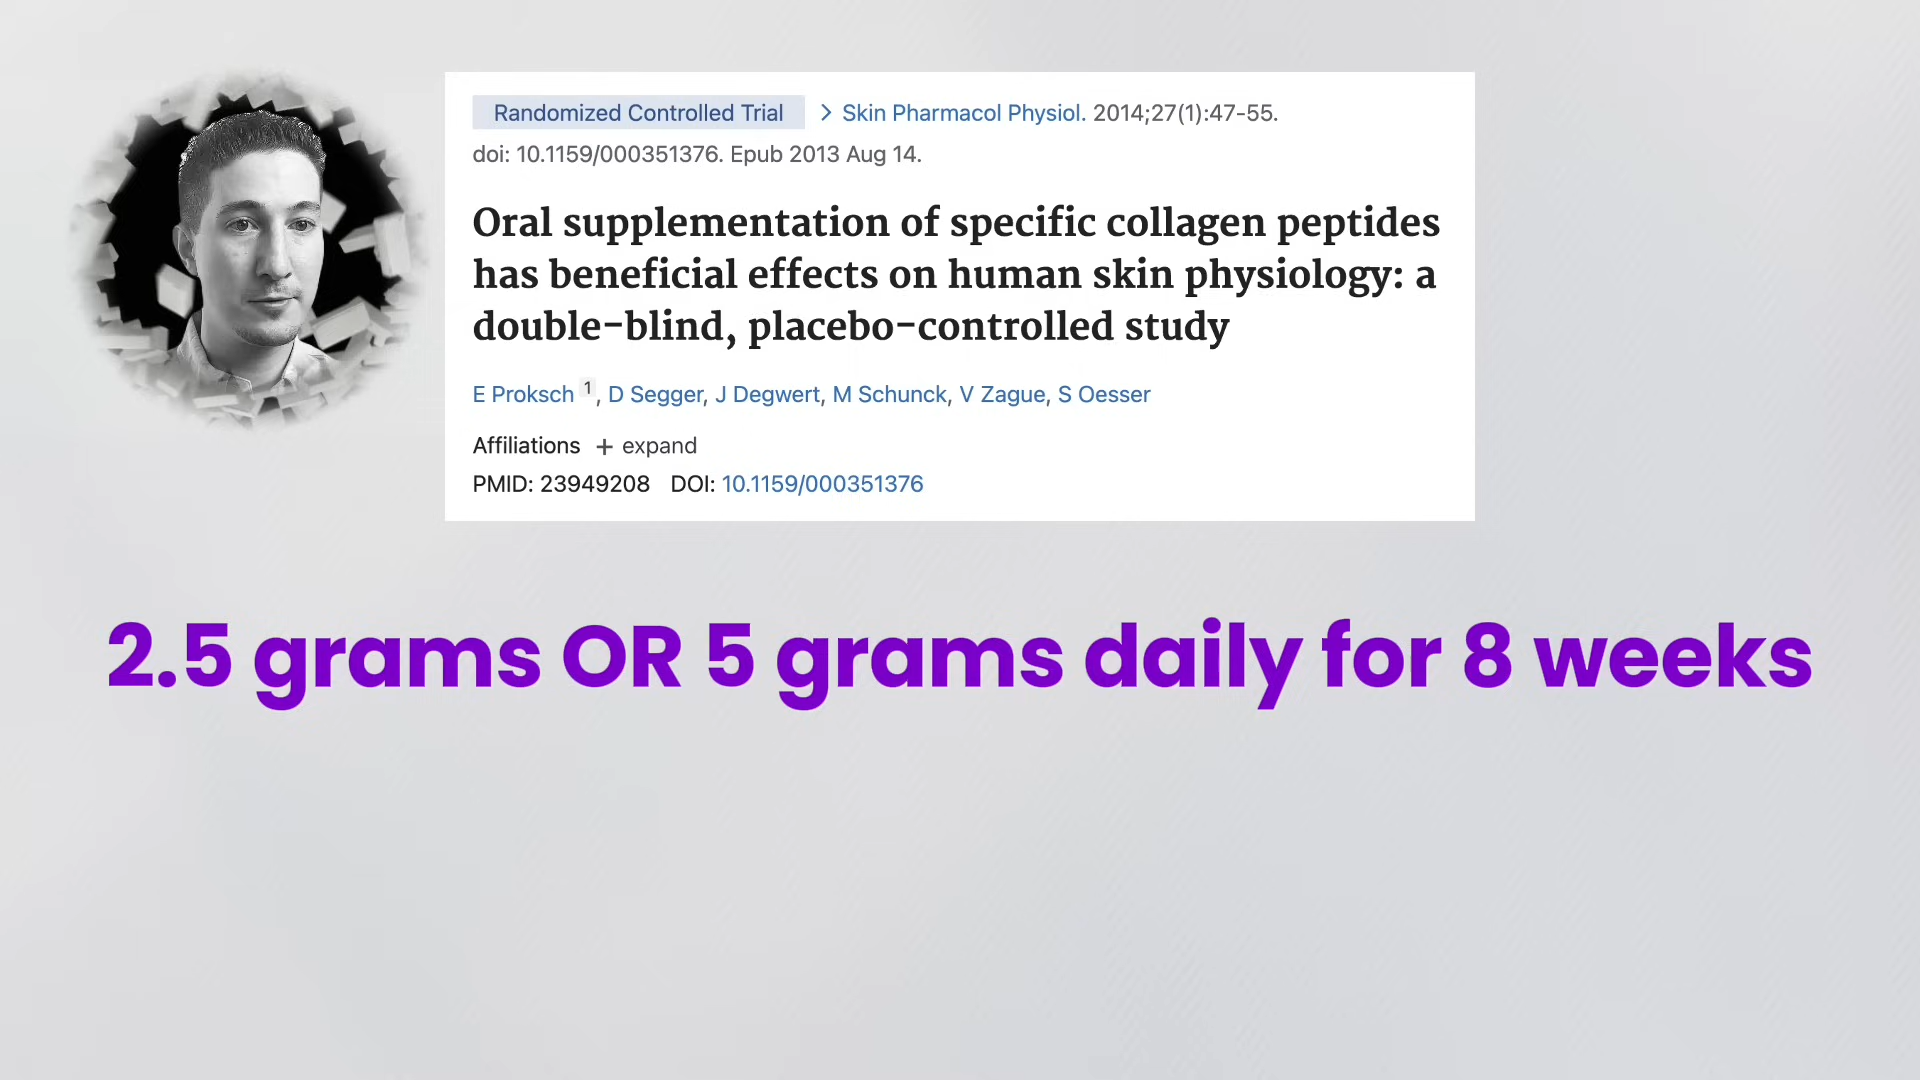 Randomized Controlled Trial > Skin Pharmacol Physiol. 2014;27(1):47-55.
doi: 10.1159/000351376. Epub 2013 Aug 14.
Oral supplementation of specific collagen peptides
has beneficial effects on human skin physiology: a
double-blind, placebo-controlled study
E Proksch 1, D Segger, J Degwert, M Schunck, V Zague, S Oesser
Affiliations + expand
PMID: 23949208 DOI: 10.1159/000351376
2.5 grams OR 5 grams daily for 8 weeks